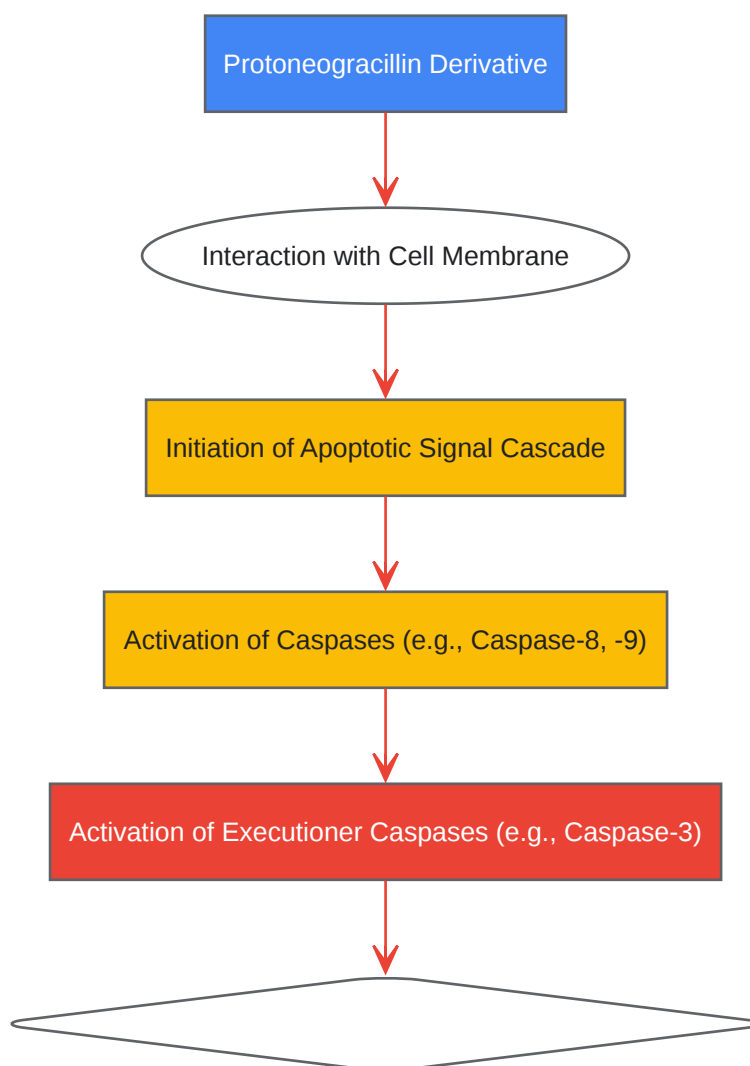 Protoneogracillin Derivative
Interaction with Cell Membrane
Initiation of Apoptotic Signal Cascade
Activation of Caspases (e.g., Caspase-8, -9)
Activation of Executioner Caspases (e.g., Caspase-3)